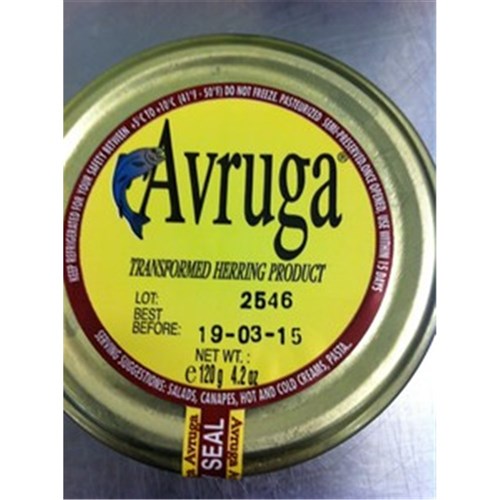 KEEP REFRIGERATED FOR YOUR SAFETY BETWEEN +5°C TO +10°C (41°F - 50°F) DO NOT FREEZE. PASTEURIZED SEMI-PRESERVED. ONCE OPENED, USE WITHIN 15 DAYS
Avruga®
TRANSFORMED HERRING PRODUCT
LOT: 2546
BEST
BEFORE: 19-03-15
NET WT. :
e120g 4.2 oz
SERVING SUGGESTIONS: SALADS, CANAPES, HOT AND COLD CREAMS, PASTA...
Avruga
SEAL
Avruga